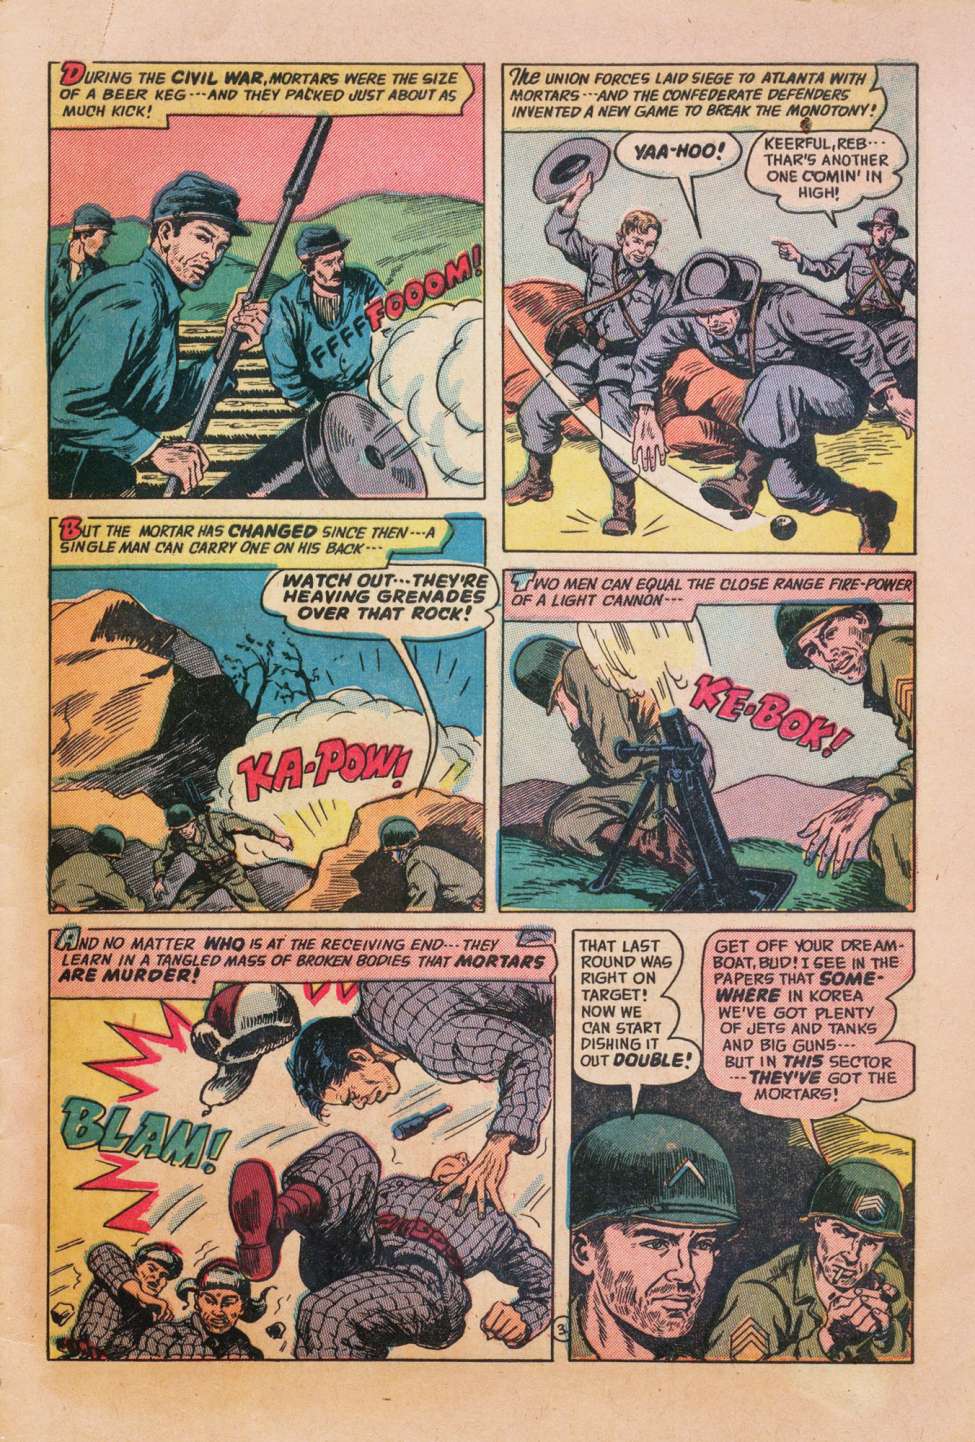 DURING THE CIVIL WAR, MORTARS WERE THE SIZE
OF A BEER KEG---AND THEY PACKED JUST ABOUT AS
MUCH KICK!
FFFFFOOOM!
The UNION FORCES LAID SIEGE TO ATLANTA WITH
MORTARS---AND THE CONFEDERATE DEFENDERS
INVENTED A NEW GAME TO BREAK THE MONOTONY!
YAA-HOO!
KEERFUL, REB---
THAR'S ANOTHER
ONE COMIN' IN
HIGH!
BUT THE MORTAR HAS CHANGED SINCE THEN---A
SINGLE MAN CAN CARRY ONE ON HIS BACK---
WATCH OUT---THEY'RE
HEAVING GRENADES
OVER THAT ROCK!
KA-POW!
TWO MEN CAN EQUAL THE CLOSE RANGE FIRE-POWER
OF A LIGHT CANNON---
KE-BOK!
AND NO MATTER WHO IS AT THE RECEIVING END---THEY
LEARN IN A TANGLED MASS OF BROKEN BODIES THAT MORTARS
ARE MURDER!
BLAM!
THAT LAST
ROUND WAS
RIGHT ON
TARGET!
NOW WE
CAN START
DISHING IT
OUT DOUBLE!
GET OFF YOUR DREAM-
BOAT, BUD! I SEE IN THE
PAPERS THAT SOME-
WHERE IN KOREA
WE'VE GOT PLENTY
OF JETS AND TANKS
AND BIG GUNS---
BUT IN THIS SECTOR
---THEY'VE GOT THE
MORTARS!
3